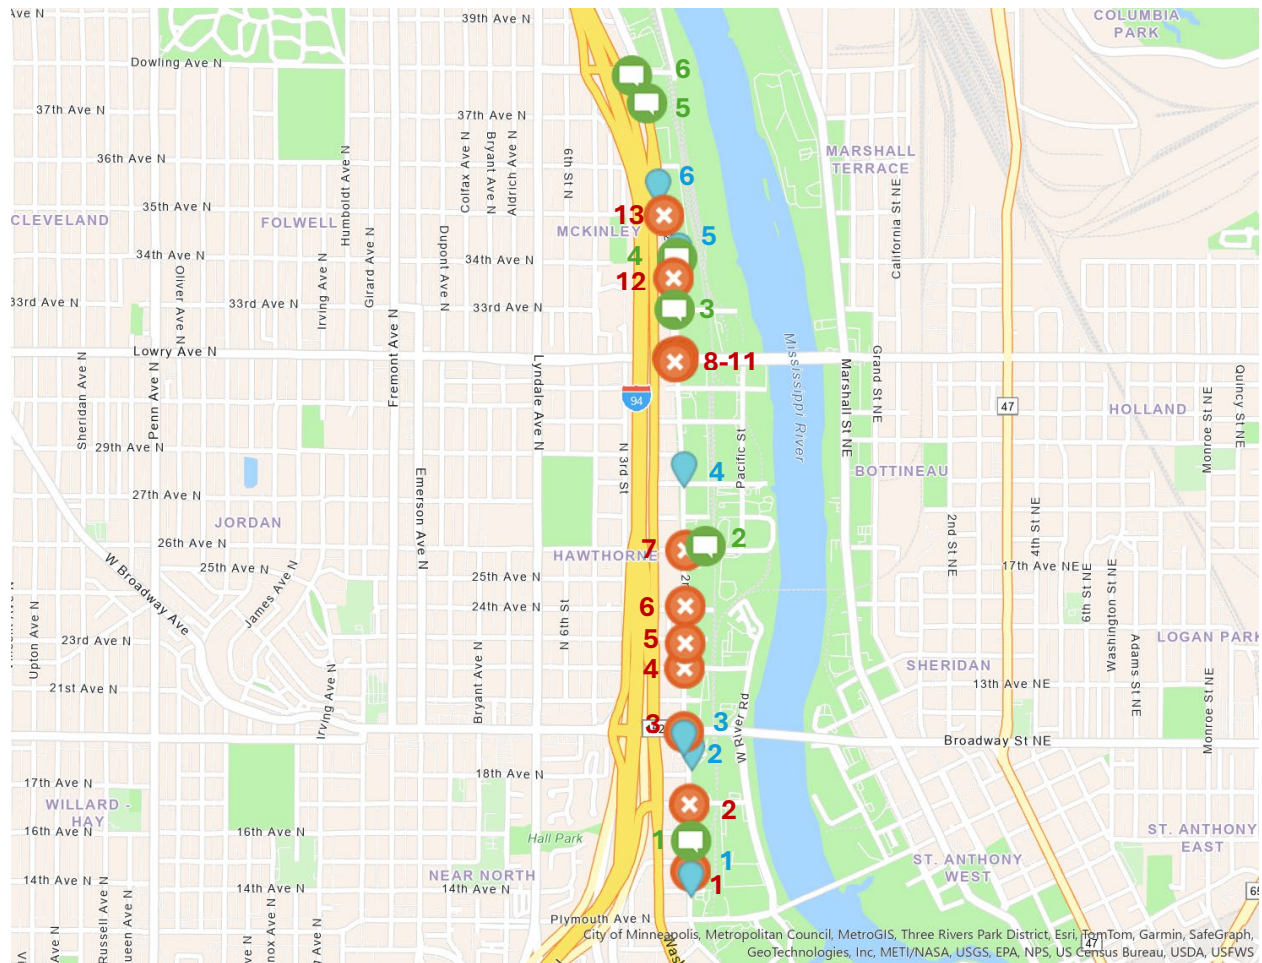 Ave N
39th Ave N
COLUMBIA
PARK
Dowling Ave N
6
37th Ave N
5
37th Ave N
36th Ave N
Humboldt Ave N
Colfax Ave N
Bryant Ave N
Aldrich Ave N
6th St N
MARSHALL
TERRACE
6
California St NE
35th Ave N
13
CLEVELAND
FOLWELL
MCKINLEY
5
Girard Ave N
Dupont Ave N
34th Ave N
34th Ave N
4
Oliver Ave N
Irving Ave N
12
33rd Ave N
33rd Ave N
33rd Ave N
3
Lowry Ave N
8-11
Mississippi River
Sheridan Ave N
Penn Ave N
Fremont Ave N
Lyndale Ave N
94
Marshall St NE
Grand St NE
47
HOLLAND
Monroe St NE
Quincy St NE
29th Ave N
N 3rd St
Pacific St
4
BOTTINEAU
27th Ave N
Emerson Ave N
JORDAN
26th Ave N
HAWTHORNE
7
2
2nd St NE
4th St NE
W Broadway Ave
25th Ave N
James Ave N
25th Ave N
17th Ave NE
6th St NE
Washington St NE
24th Ave N
N 6th St
6
Upton Ave N
23rd Ave N
5
LOGAN PARK
Adams St NE
4
SHERIDAN
21st Ave N
Irving Ave N
Bryant Ave N
13th Ave NE
Monroe St NE
3
3
W River Rd
Broadway St NE
2
18th Ave N
17th Ave N
WILLARD -
HAY
2
16th Ave N
16th Ave N
Hall Park
1
ST. ANTHONY
EAST
1
ST. ANTHONY
WEST
14th Ave N
14th Ave N
NEAR NORTH
14th Ave N
1
Russell Ave N
Plymouth Ave N
47
City of Minneapolis, Metropolitan Council, MetroGIS, Three Rivers Park District, Esri, TomTom, Garmin, SafeGraph,
GeoTechnologies, Inc, METI/NASA, USGS, EPA, NPS, US Census Bureau, USDA, USFWS